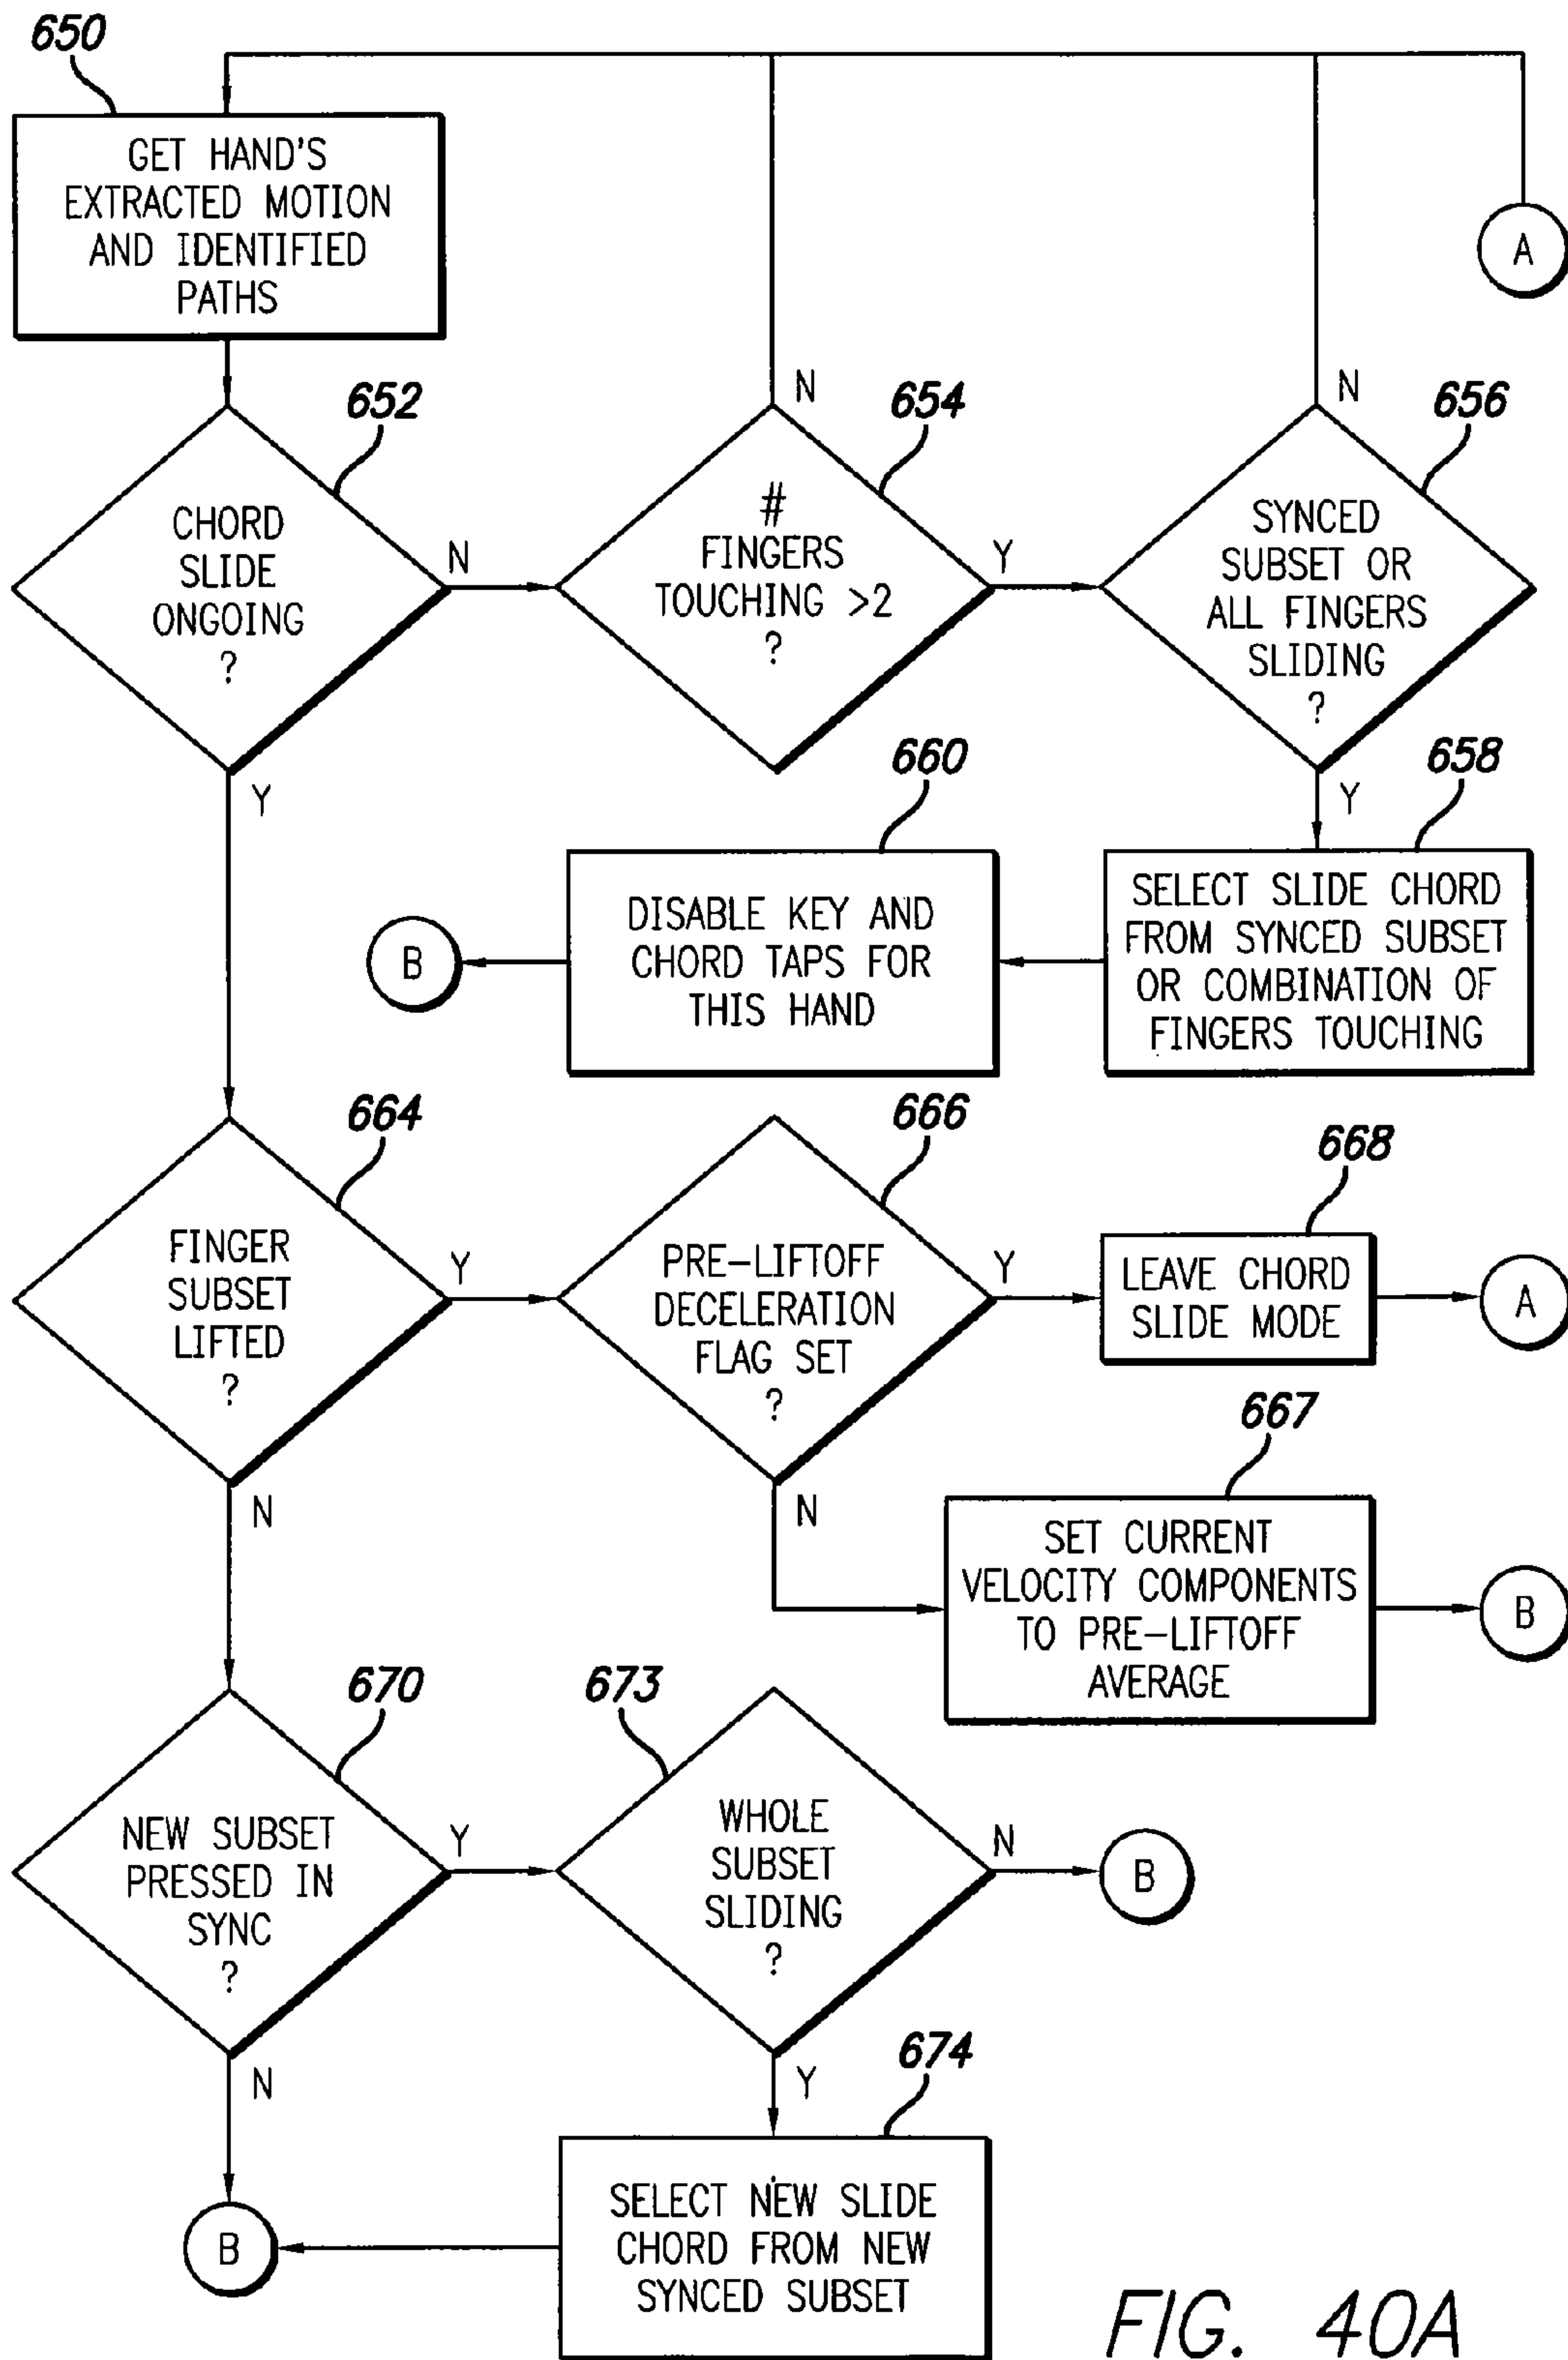 650
GET HAND'S
EXTRACTED MOTION
AND IDENTIFIED
PATHS
A
652
CHORD
SLIDE
ONGOING
?
N
Y
654
N
#
FINGERS
TOUCHING >2
?
Y
656
N
SYNCED
SUBSET OR
ALL FINGERS
SLIDING
?
Y
658
SELECT SLIDE CHORD
FROM SYNCED SUBSET
OR COMBINATION OF
FINGERS TOUCHING
660
DISABLE KEY AND
CHORD TAPS FOR
THIS HAND
B
664
FINGER
SUBSET
LIFTED
?
Y
N
666
PRE-LIFTOFF
DECELERATION
FLAG SET
?
Y
N
668
LEAVE CHORD
SLIDE MODE
A
667
SET CURRENT
VELOCITY COMPONENTS
TO PRE-LIFTOFF
AVERAGE
B
670
NEW SUBSET
PRESSED IN
SYNC
?
Y
N
673
WHOLE
SUBSET
SLIDING
?
N
B
Y
674
SELECT NEW SLIDE
CHORD FROM NEW
SYNCED SUBSET
B
FIG. 40A